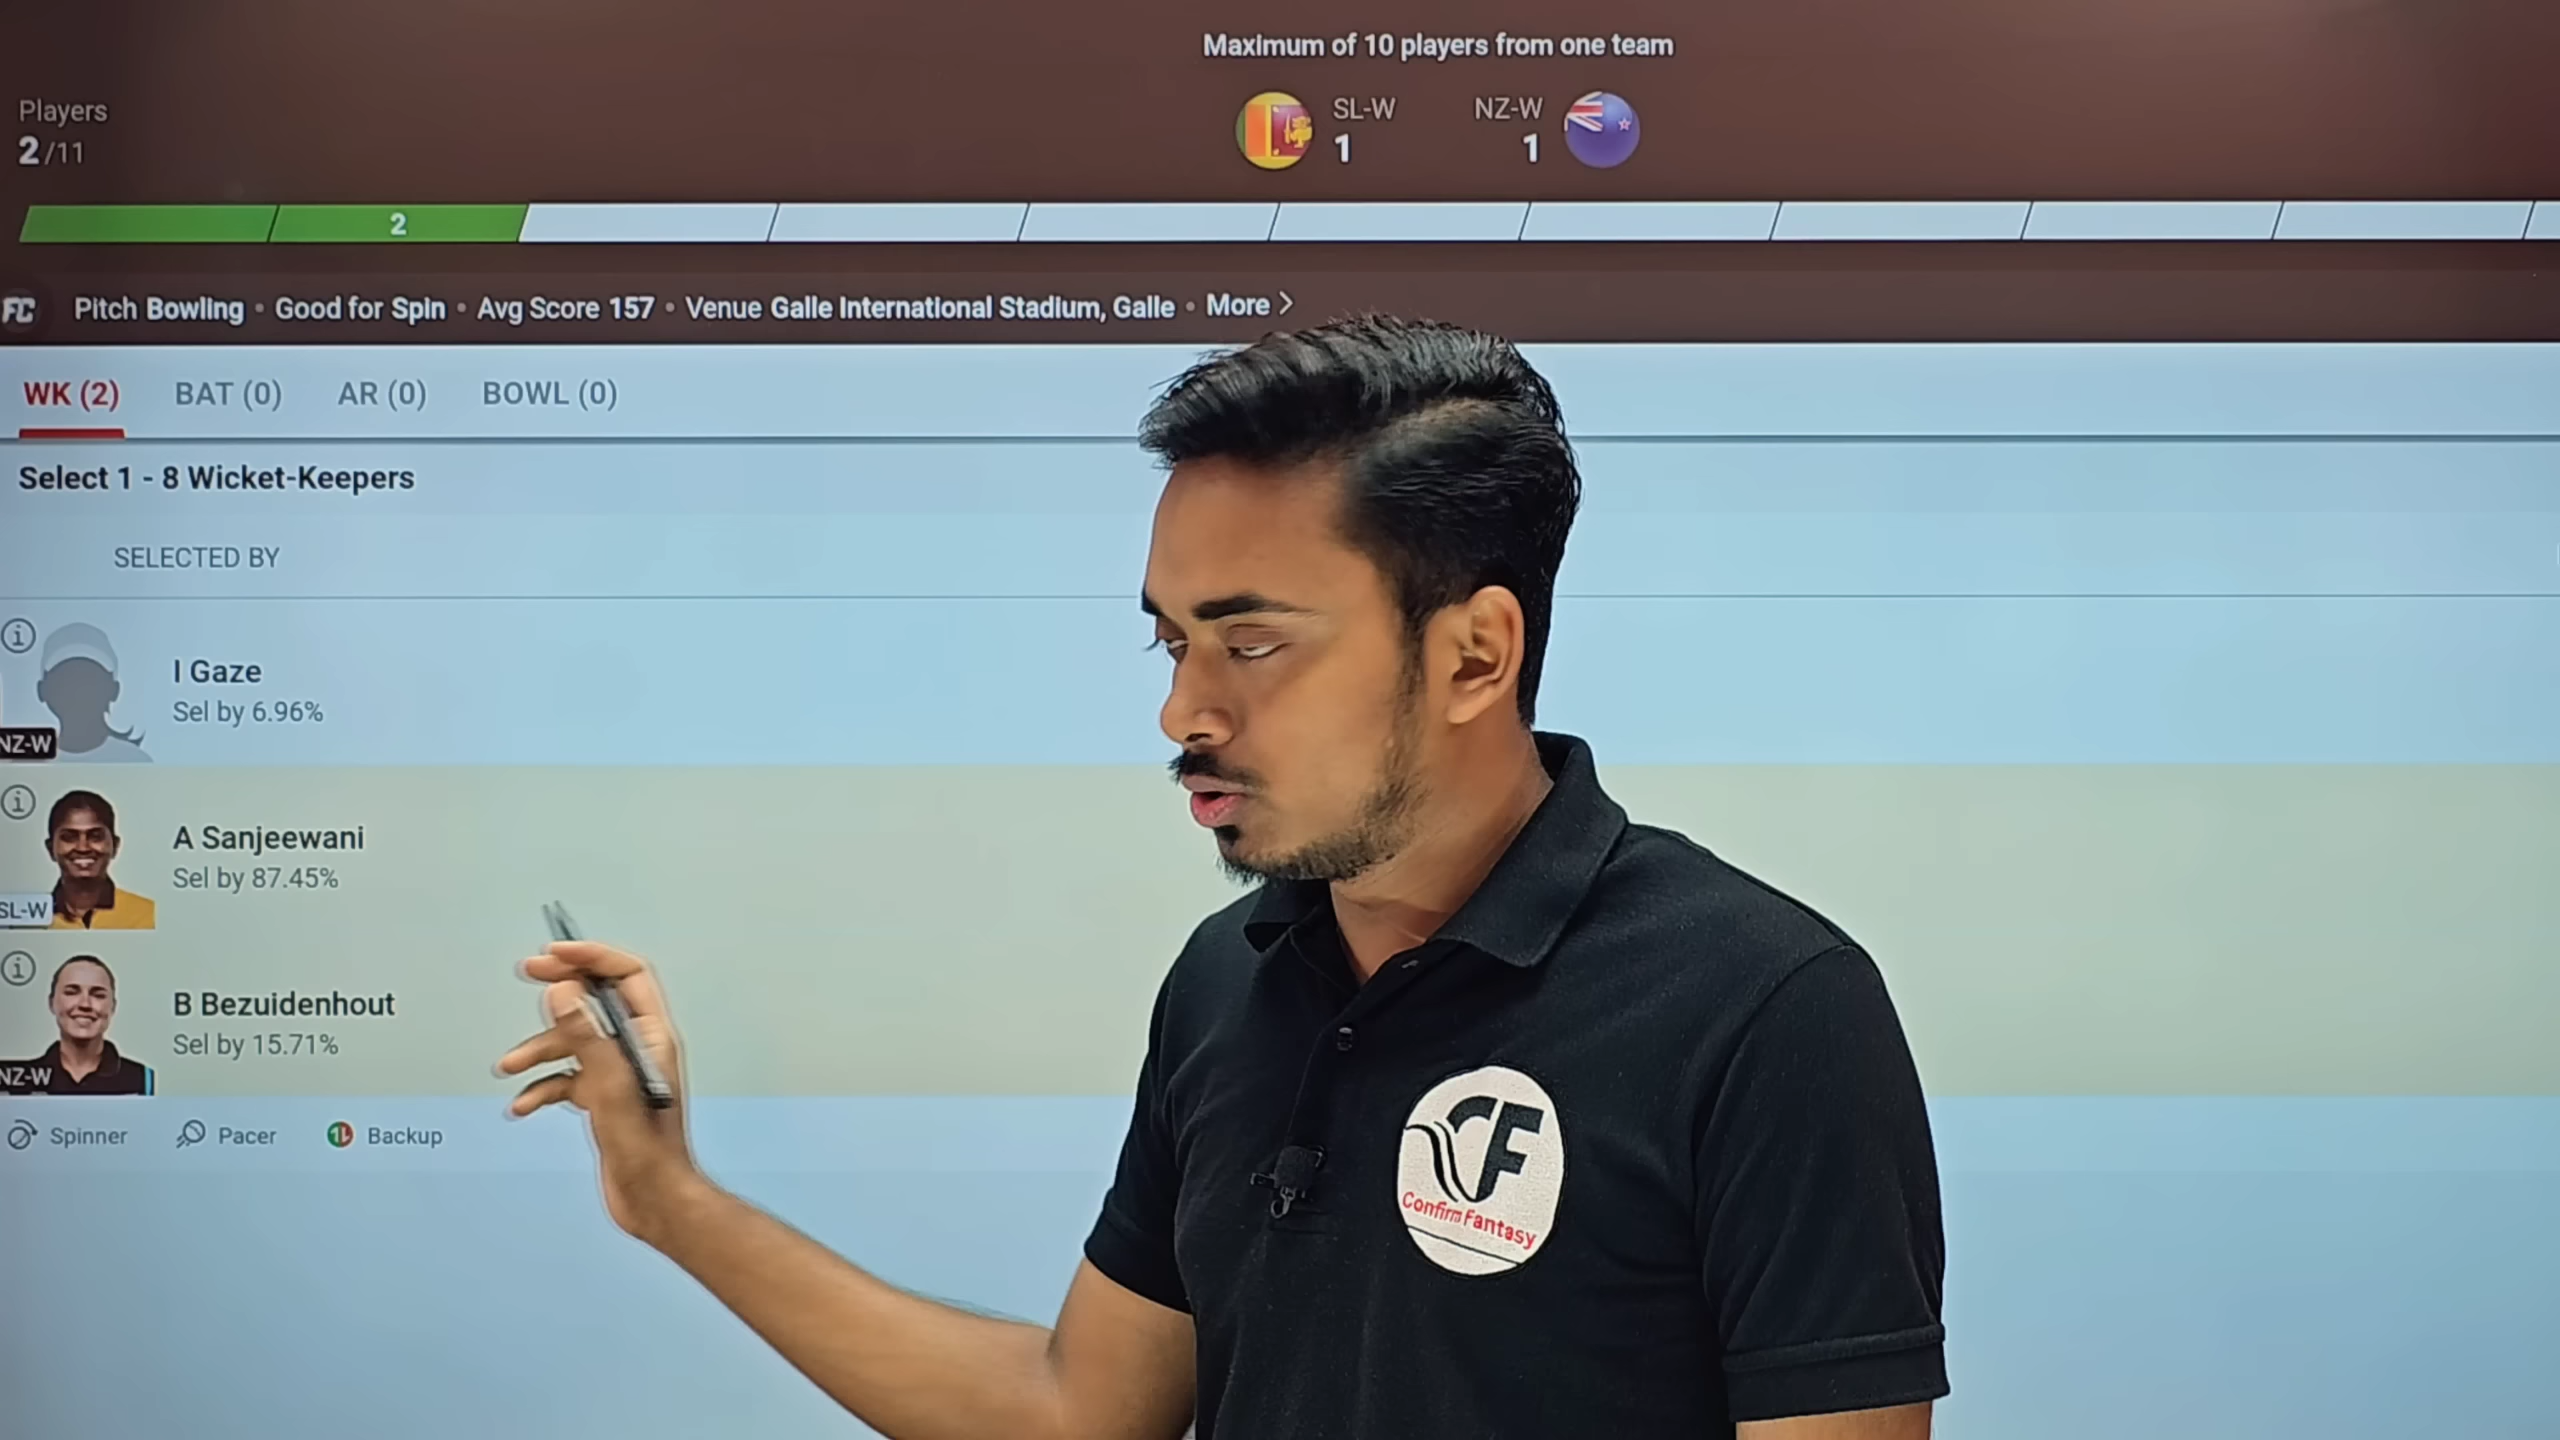 Maximum of 10 players from one team
Players
2/11
SL-W
1
NZ-W
1
2
FC Pitch Bowling • Good for Spin • Avg Score 157 • Venue Galle International Stadium, Galle • More >
WK (2) BAT (0) AR (0) BOWL (0)
Select 1 - 8 Wicket-Keepers
SELECTED BY
I Gaze
Sel by 6.96%
NZ-W
A Sanjeewani
Sel by 87.45%
SL-W
B Bezuidenhout
Sel by 15.71%
NZ-W
Spinner Pacer Backup
CF
Confirm Fantasy